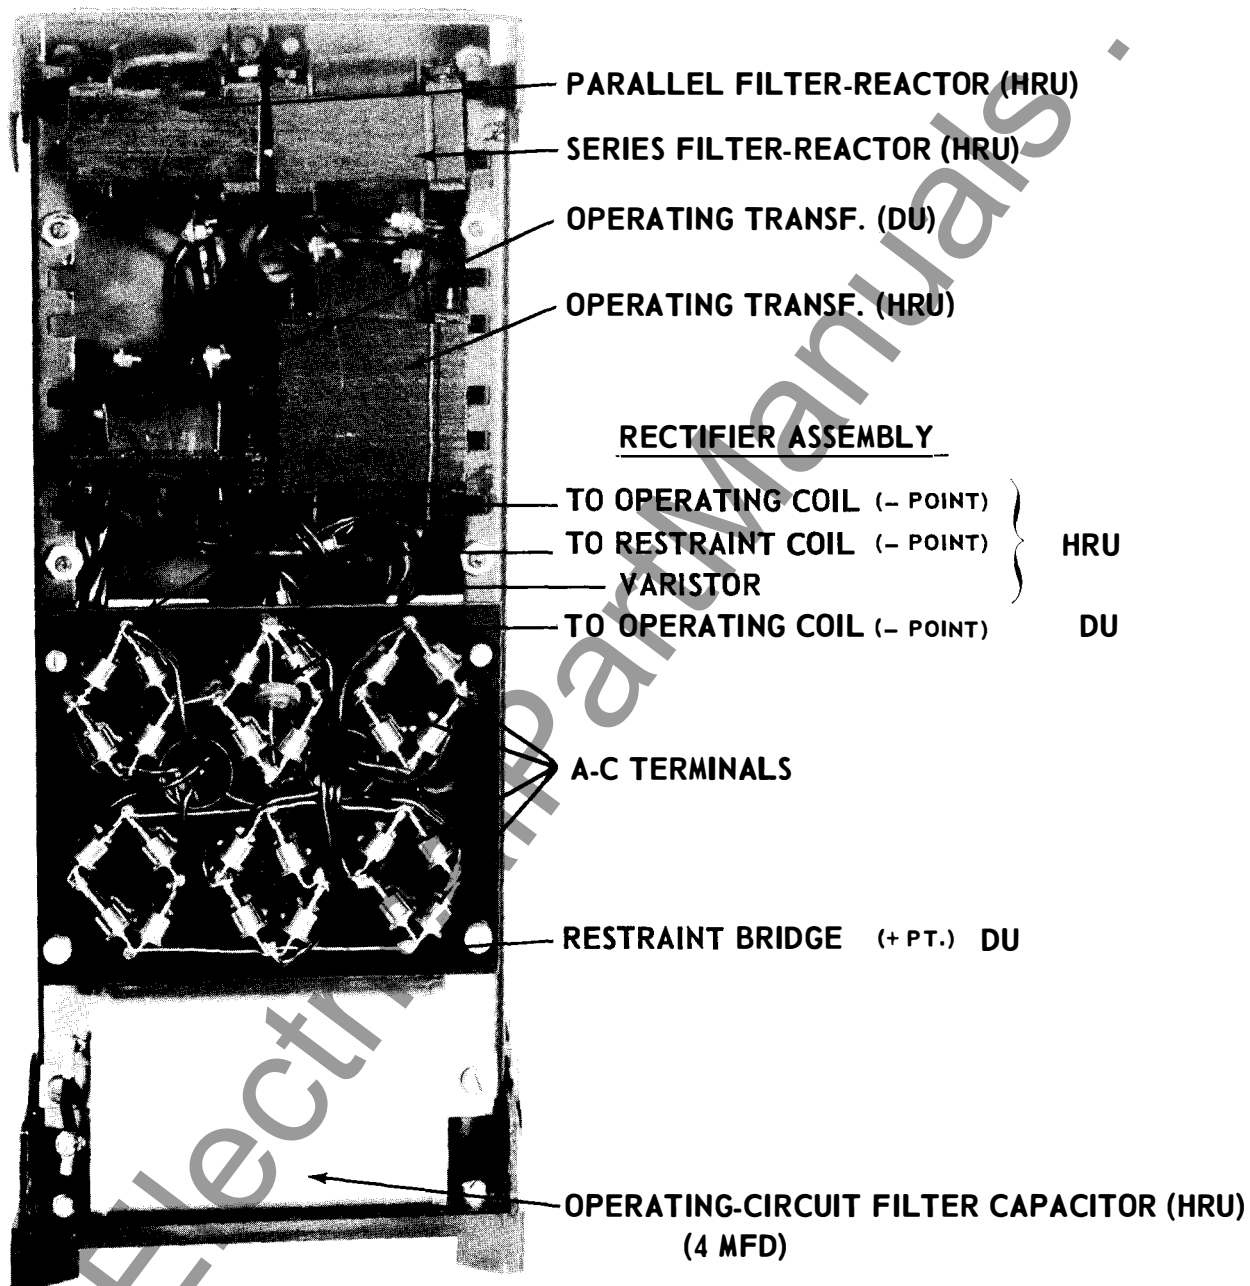 PARALLEL FILTER-REACTOR (HRU)
SERIES FILTER-REACTOR (HRU)
OPERATING TRANSF. (DU)
OPERATING TRANSF. (HRU)
RECTIFIER ASSEMBLY
TO OPERATING COIL (– POINT)
TO RESTRAINT COIL (– POINT) HRU
VARISTOR
TO OPERATING COIL (– POINT) DU
A-C TERMINALS
RESTRAINT BRIDGE (+ PT.) DU
OPERATING-CIRCUIT FILTER CAPACITOR (HRU)
(4 MFD)